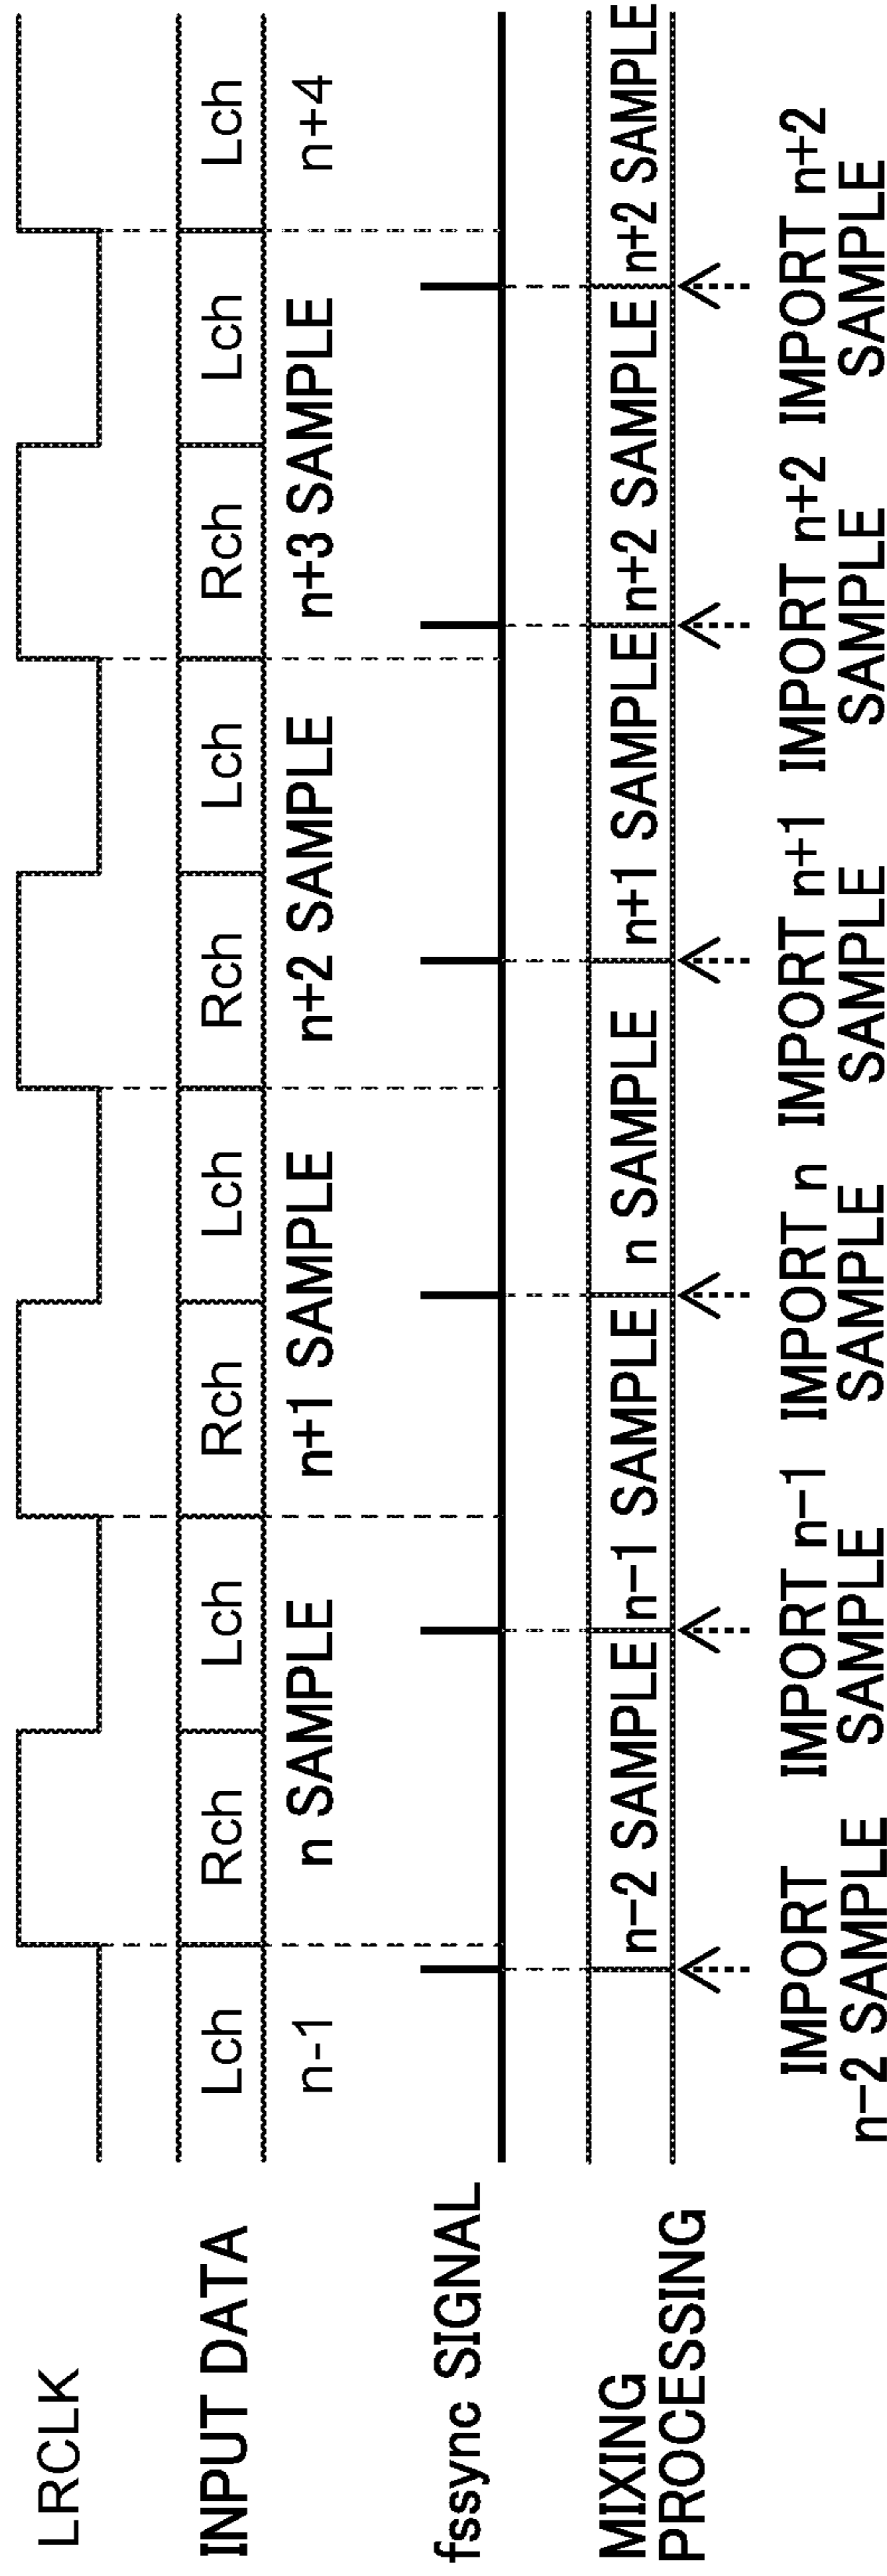 LRCLK
INPUT DATA
Lch Rch Lch Rch Lch Rch Lch Rch Lch Lch
n-1 n SAMPLE n+1 SAMPLE n+2 SAMPLE n+3 SAMPLE n+4
fssync SIGNAL
MIXING
PROCESSING
n-2 SAMPLE n-1 SAMPLE n SAMPLE n+1 SAMPLE n+2 SAMPLE n+2 SAMPLE
IMPORT IMPORT n-1 IMPORT n IMPORT n+1 IMPORT n+2 IMPORT n+2
n-2 SAMPLE SAMPLE SAMPLE SAMPLE SAMPLE SAMPLE